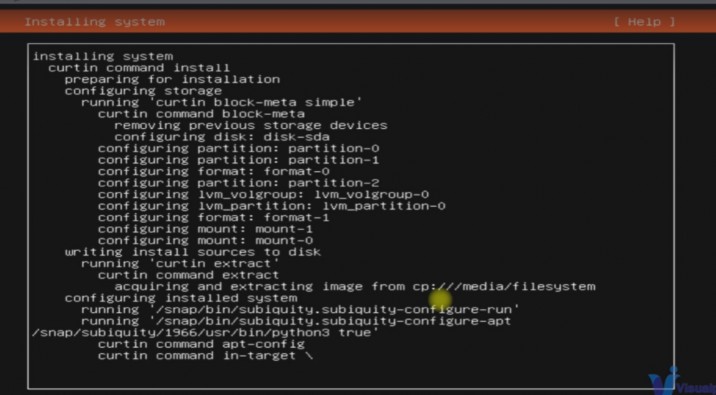 Installing system
[ Help ]
installing system
curtin command install
preparing for installation
configuring storage
running 'curtin block-meta simple'
curtin command block-meta
removing previous storage devices
configuring disk: disk-sda
configuring partition: partition-0
configuring partition: partition-1
configuring format: format-0
configuring partition: partition-2
configuring lvm_volgroup: lvm_volgroup-0
configuring lvm_partition: lvm_partition-0
configuring format: format-1
configuring mount: mount-1
configuring mount: mount-0
writing install sources to disk
running 'curtin extract'
curtin command extract
acquiring and extracting image from cp:///media/filesystem
configuring installed system
running '/snap/bin/subiquity.subiquity-configure-run'
running '/snap/bin/subiquity.subiquity-configure-apt
/snap/subiquity/1966/usr/bin/python3 true'
curtin command apt-config
curtin command in-target \